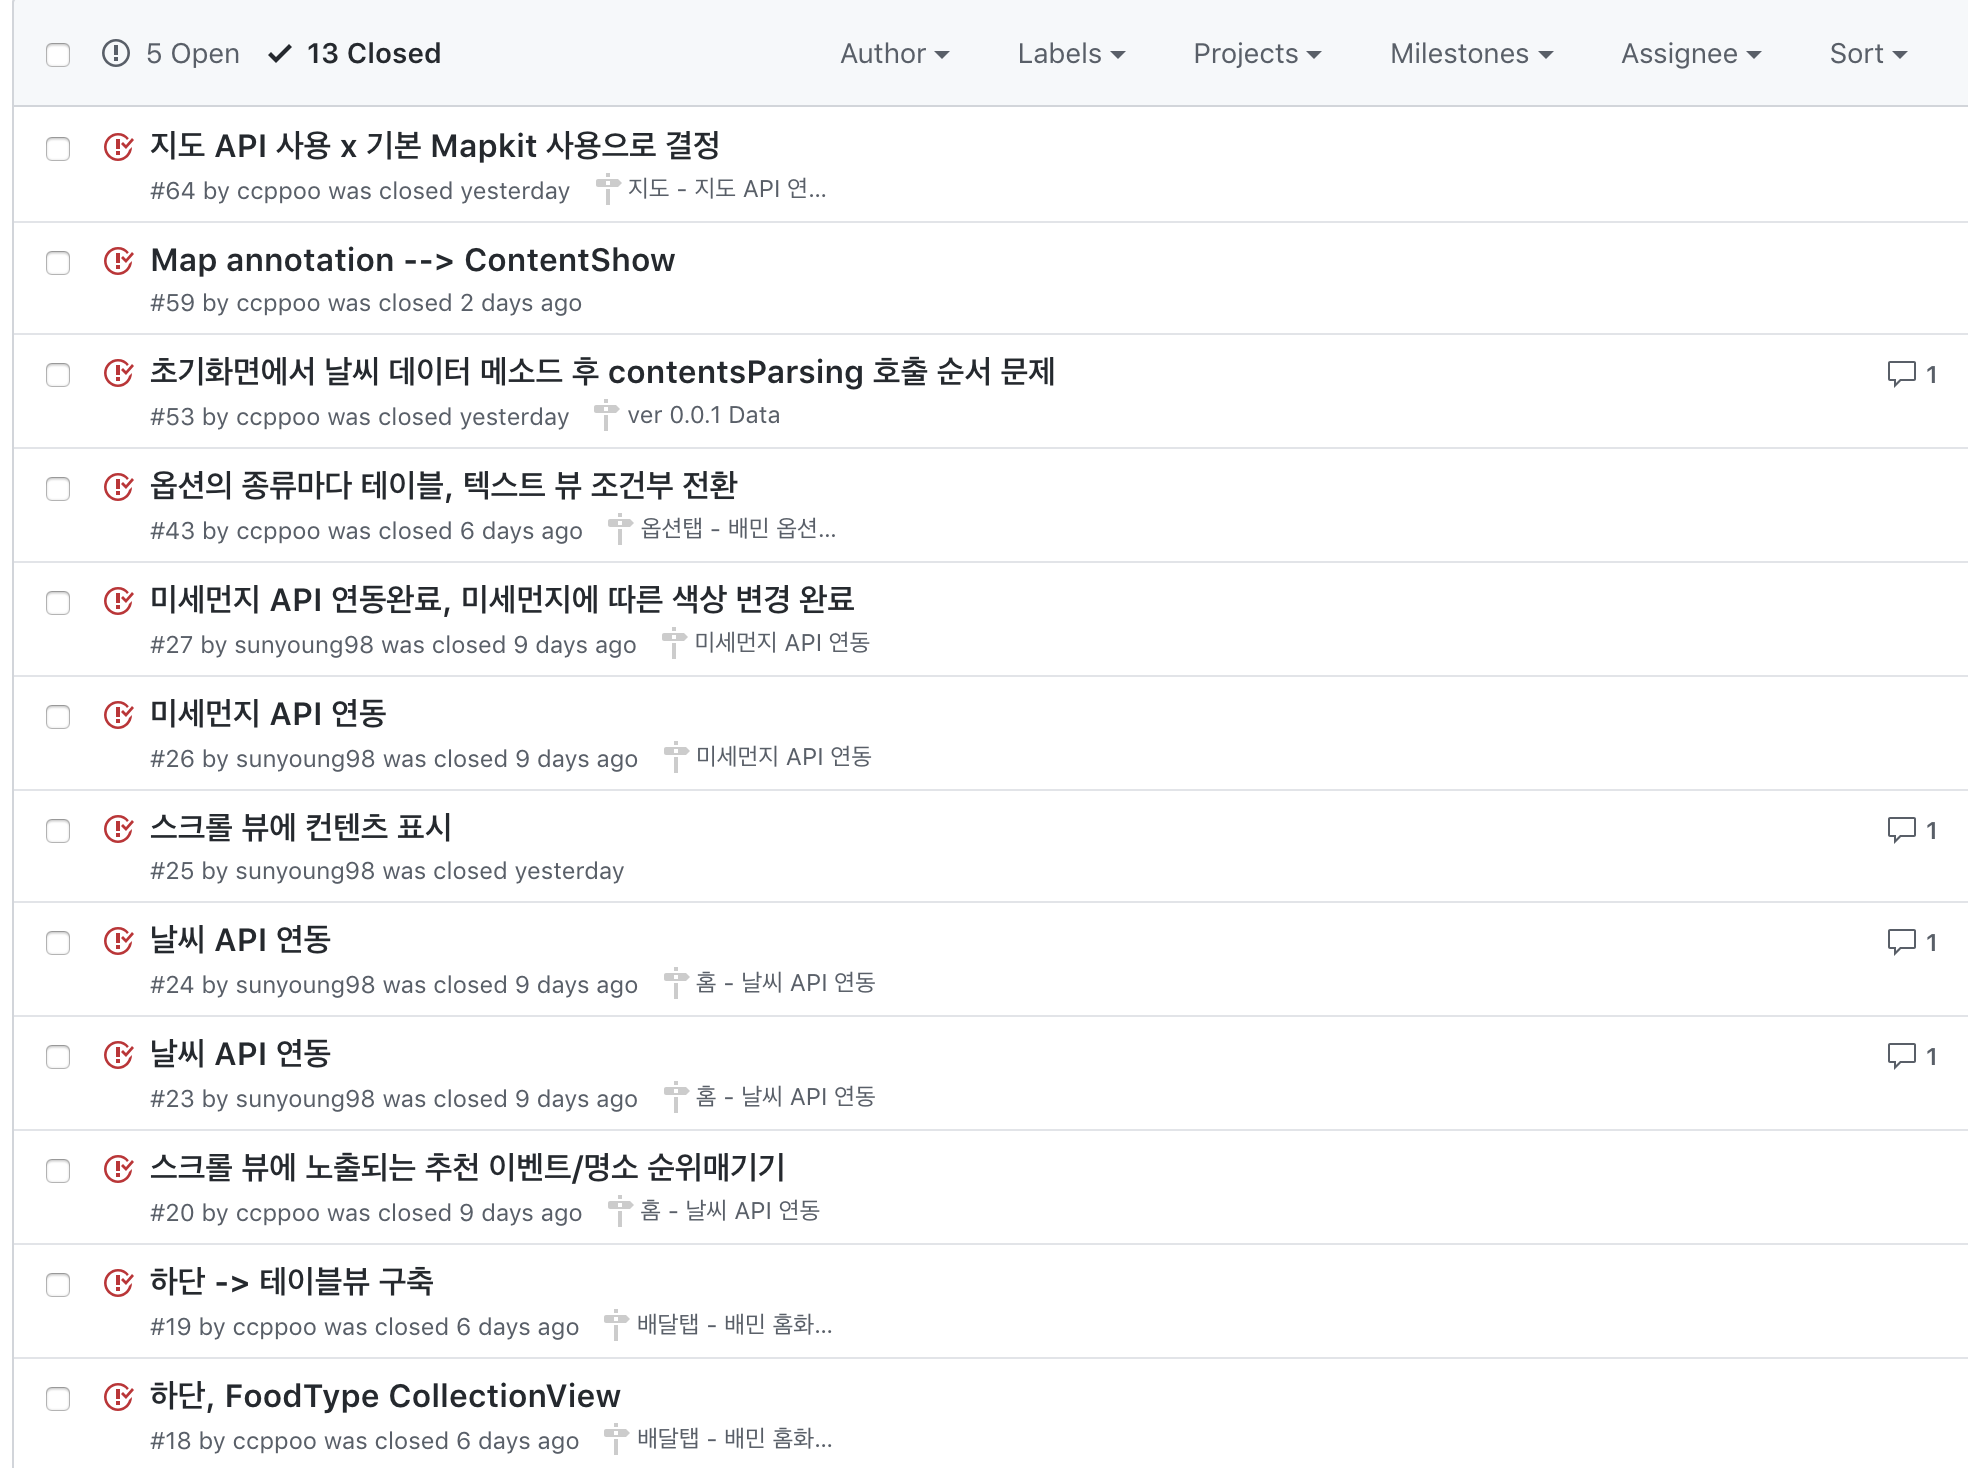 5 Open 13 Closed Author Labels Projects Milestones Assignee Sort
지도 API 사용 x 기본 Mapkit 사용으로 결정
#64 by ccppoo was closed yesterday 지도 - 지도 API 연...
Map annotation --> ContentShow
#59 by ccppoo was closed 2 days ago
초기화면에서 날씨 데이터 메소드 후 contentsParsing 호출 순서 문제 1
#53 by ccppoo was closed yesterday ver 0.0.1 Data
옵션의 종류마다 테이블, 텍스트 뷰 조건부 전환
#43 by ccppoo was closed 6 days ago 옵션탭 - 배민 옵션...
미세먼지 API 연동완료, 미세먼지에 따른 색상 변경 완료
#27 by sunyoung98 was closed 9 days ago 미세먼지 API 연동
미세먼지 API 연동
#26 by sunyoung98 was closed 9 days ago 미세먼지 API 연동
스크롤 뷰에 컨텐츠 표시 1
#25 by sunyoung98 was closed yesterday
날씨 API 연동 1
#24 by sunyoung98 was closed 9 days ago 홈 - 날씨 API 연동
날씨 API 연동 1
#23 by sunyoung98 was closed 9 days ago 홈 - 날씨 API 연동
스크롤 뷰에 노출되는 추천 이벤트/명소 순위매기기
#20 by ccppoo was closed 9 days ago 홈 - 날씨 API 연동
하단 -> 테이블뷰 구축
#19 by ccppoo was closed 6 days ago 배달탭 - 배민 홈화...
하단, FoodType CollectionView
#18 by ccppoo was closed 6 days ago 배달탭 - 배민 홈화...